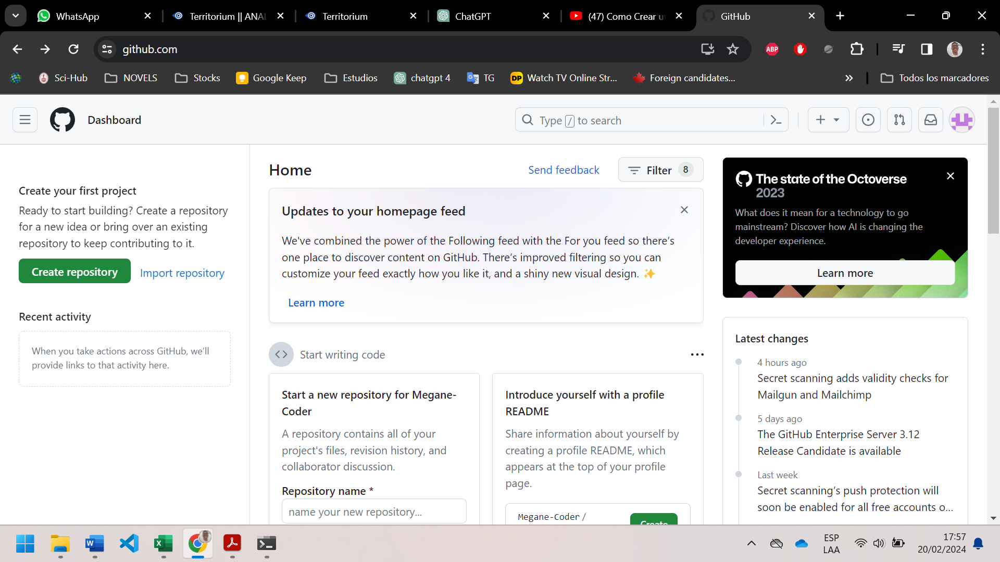 WhatsApp
Territorium || ANAL
Territorium
ChatGPT
(47) Como Crear u
GitHub
github.com
ABP
Sci-Hub
NOVELS
Stocks
Google Keep
Estudios
chatgpt 4
TG
DP
Watch TV Online Str...
Foreign candidates...
Todos los marcadores
Dashboard
Type / to search
Home
Send feedback
Filter 8
Create your first project
Ready to start building? Create a repository
for a new idea or bring over an existing
repository to keep contributing to it.
Create repository
Import repository
Recent activity
When you take actions across GitHub, we'll
provide links to that activity here.
Updates to your homepage feed
We've combined the power of the Following feed with the For you feed so there's
one place to discover content on GitHub. There's improved filtering so you can
customize your feed exactly how you like it, and a shiny new visual design. ✨
Learn more
Start writing code
Start a new repository for Megane-
Coder
A repository contains all of your
project's files, revision history, and
collaborator discussion.
Repository name *
name your new repository...
Introduce yourself with a profile
README
Share information about yourself by
creating a profile README, which
appears at the top of your profile
page.
Megane-Coder /
Create
The state of the Octoverse
2023
What does it mean for a technology to go
mainstream? Discover how AI is changing the
developer experience.
Learn more
Latest changes
4 hours ago
Secret scanning adds validity checks for
Mailgun and Mailchimp
5 days ago
The GitHub Enterprise Server 3.12
Release Candidate is available
Last week
Secret scanning's push protection will
soon be enabled for all free accounts o...
ESP
LAA
17:57
20/02/2024